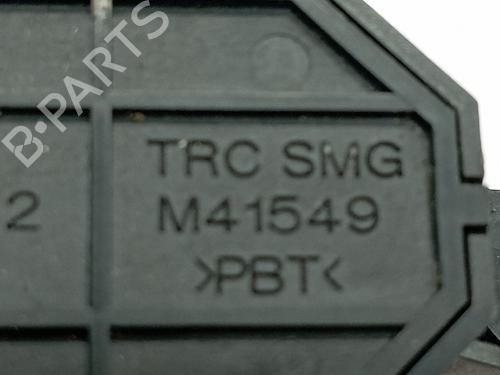 B-PARTS
TRC SMG
2 M41549
>PBT<